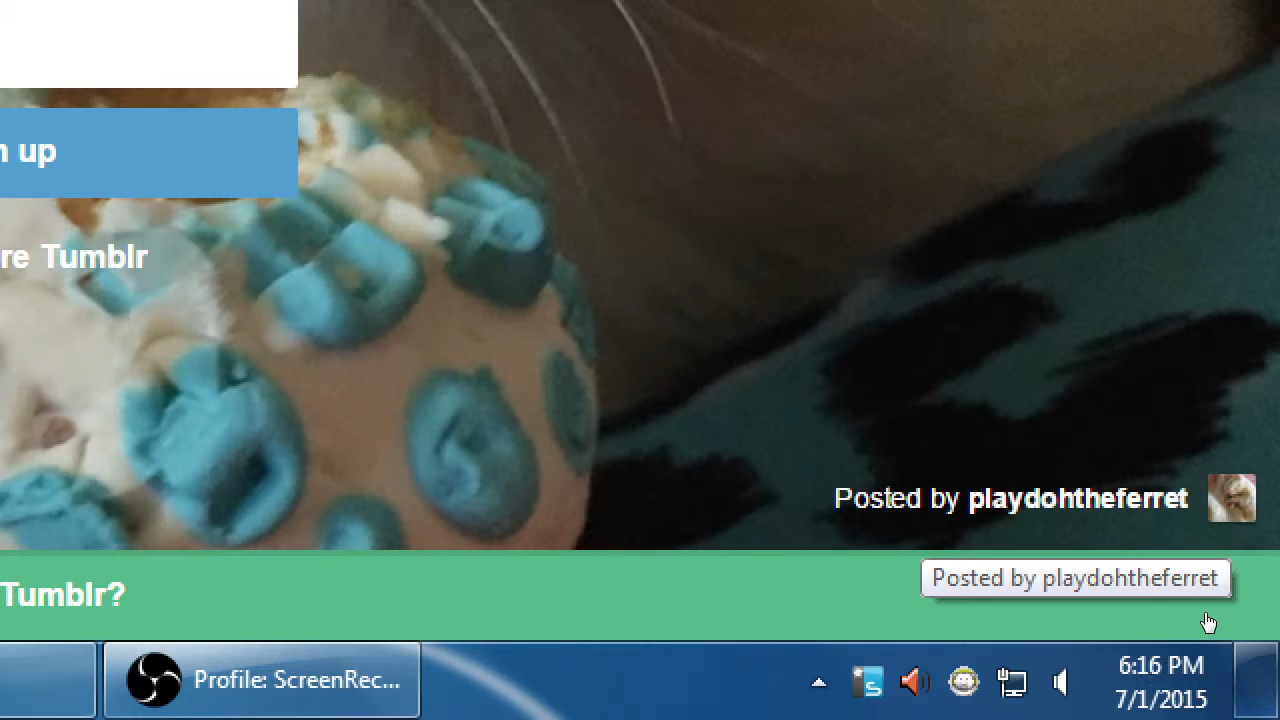 n up
re Tumblr
Posted by playdohtheferret
Tumblr?
Posted by playdohtheferret
Profile: ScreenRec...
S
6:16 PM
7/1/2015